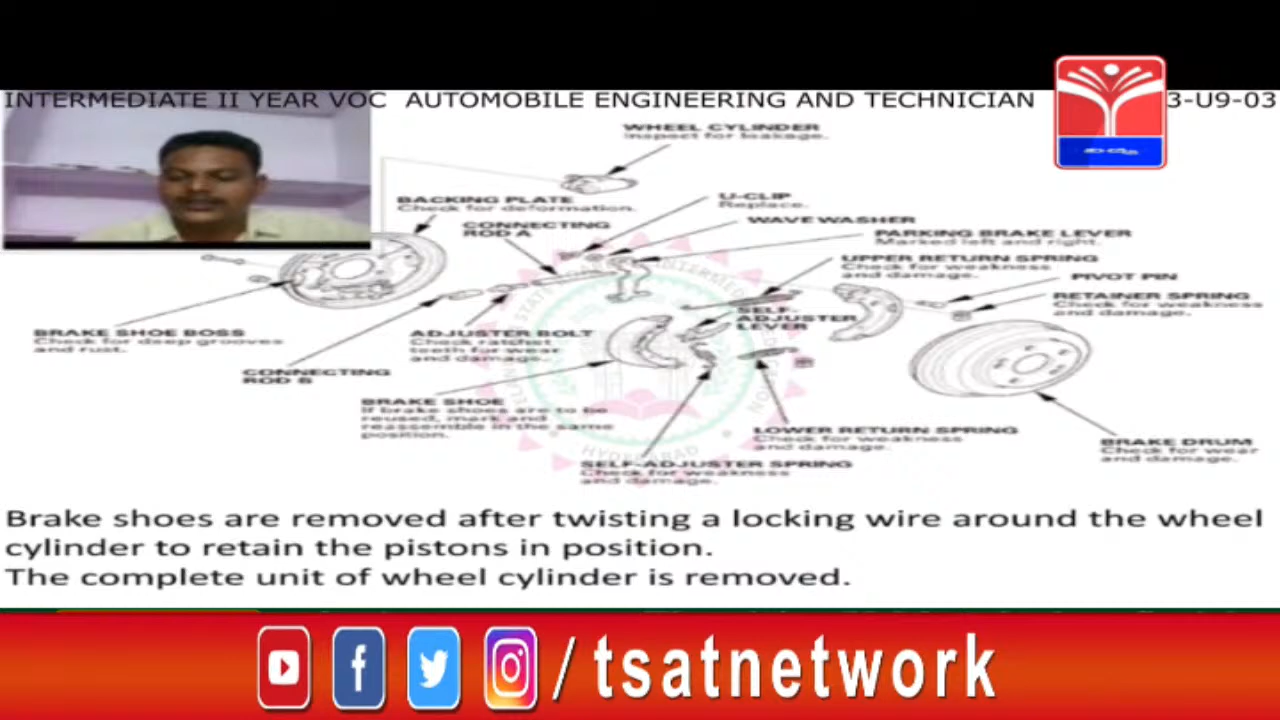 INTERMEDIATE II YEAR VOC AUTOMOBILE ENGINEERING AND TECHNICIAN
3-U9-03
WHEEL CYLINDER
Inspect for leakage.
BACKING PLATE
Check for deformation.
U-CLIP
Replace.
CONNECTING
ROD A
WAVE WASHER
PARKING BRAKE LEVER
Marked left and right.
UPPER RETURN SPRING
Check for weakness
and damage.
PIVOT PIN
RETAINER SPRING
Check for weakness
and damage.
SELF-
ADJUSTER
LEVER
BRAKE SHOE BOSS
Check for deep grooves
and rust.
ADJUSTER BOLT
Check ratchet
teeth for wear
and damage.
CONNECTING
ROD B
BRAKE SHOE
If brake shoes are to be
reused, mark and
reassemble in the same
position.
LOWER RETURN SPRING
Check for weakness
and damage.
BRAKE DRUM
Check for wear
and damage.
SELF-ADJUSTER SPRING
Check for weakness
and damage.
HYDERABAD
Brake shoes are removed after twisting a locking wire around the wheel
cylinder to retain the pistons in position.
The complete unit of wheel cylinder is removed.
/tsatnetwork